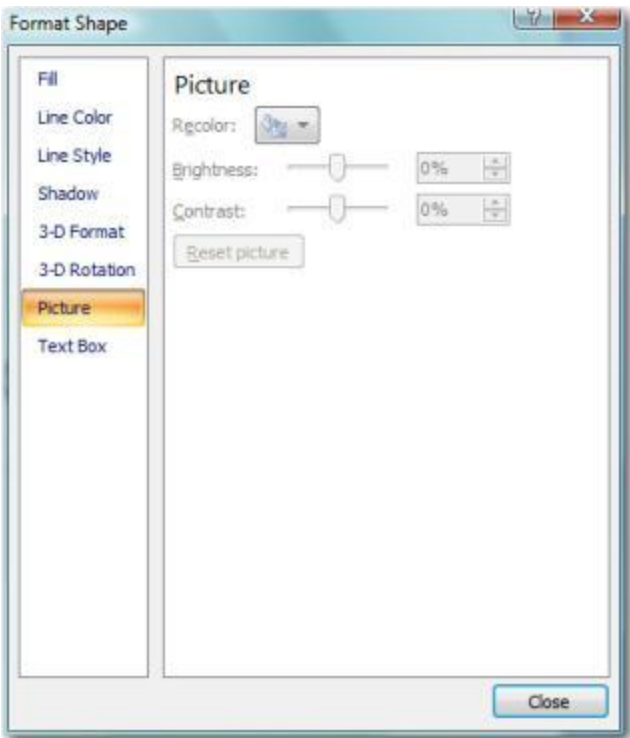 Format Shape
Fill
Line Color
Line Style
Shadow
3-D Format
3-D Rotation
Picture
Text Box
Picture
Recolor:
Brightness: 0%
Contrast: 0%
Reset picture
Close